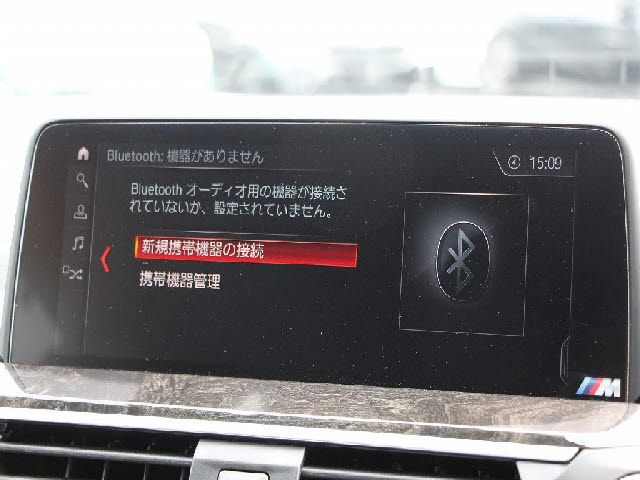 Bluetooth: 機器がありません
15:09
Bluetooth オーディオ用の機器が接続さ
れていないか、設定されていません。
新規携帯機器の接続
携帯機器管理
M